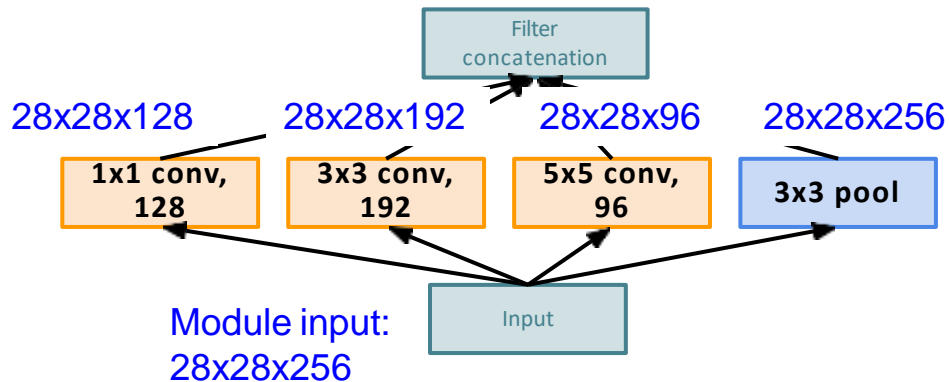 Filter
concatenation
28x28x128 28x28x192 28x28x96 28x28x256
1x1 conv,
128
3x3 conv,
192
5x5 conv,
96
3x3 pool
Input
Module input:
28x28x256